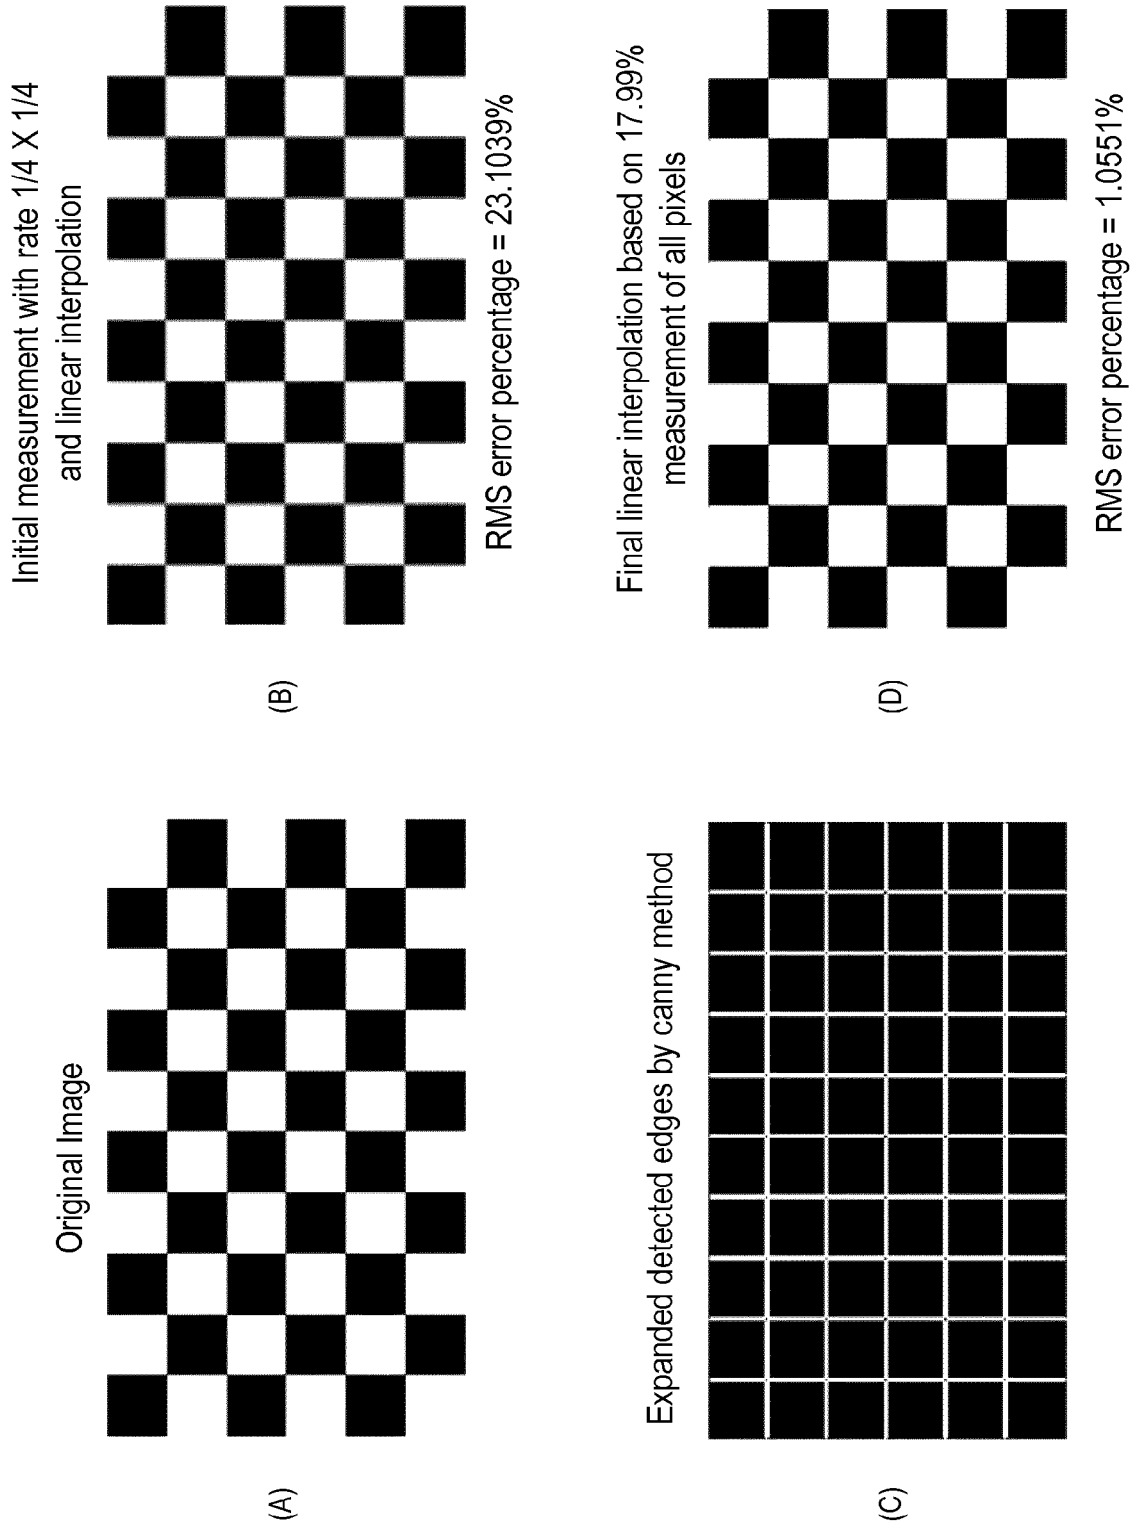 (A)
Original Image
(B)
Initial measurement with rate 1/4 X 1/4
and linear interpolation
RMS error percentage = 23.1039%
(C)
Expanded detected edges by canny method
(D)
Final linear interpolation based on 17.99%
measurement of all pixels
RMS error percentage = 1.0551%